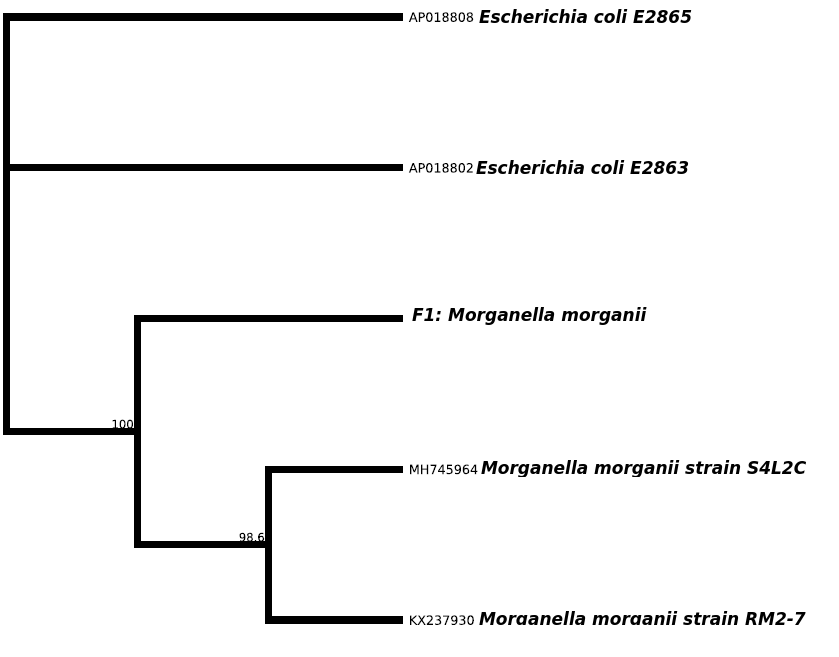 AP018808 Escherichia coli E2865
AP018802 Escherichia coli E2863
F1: Morganella morganii
100
MH745964 Morganella morganii strain S4L2C
98.6
KX237930 Morganella morganii strain RM2-7